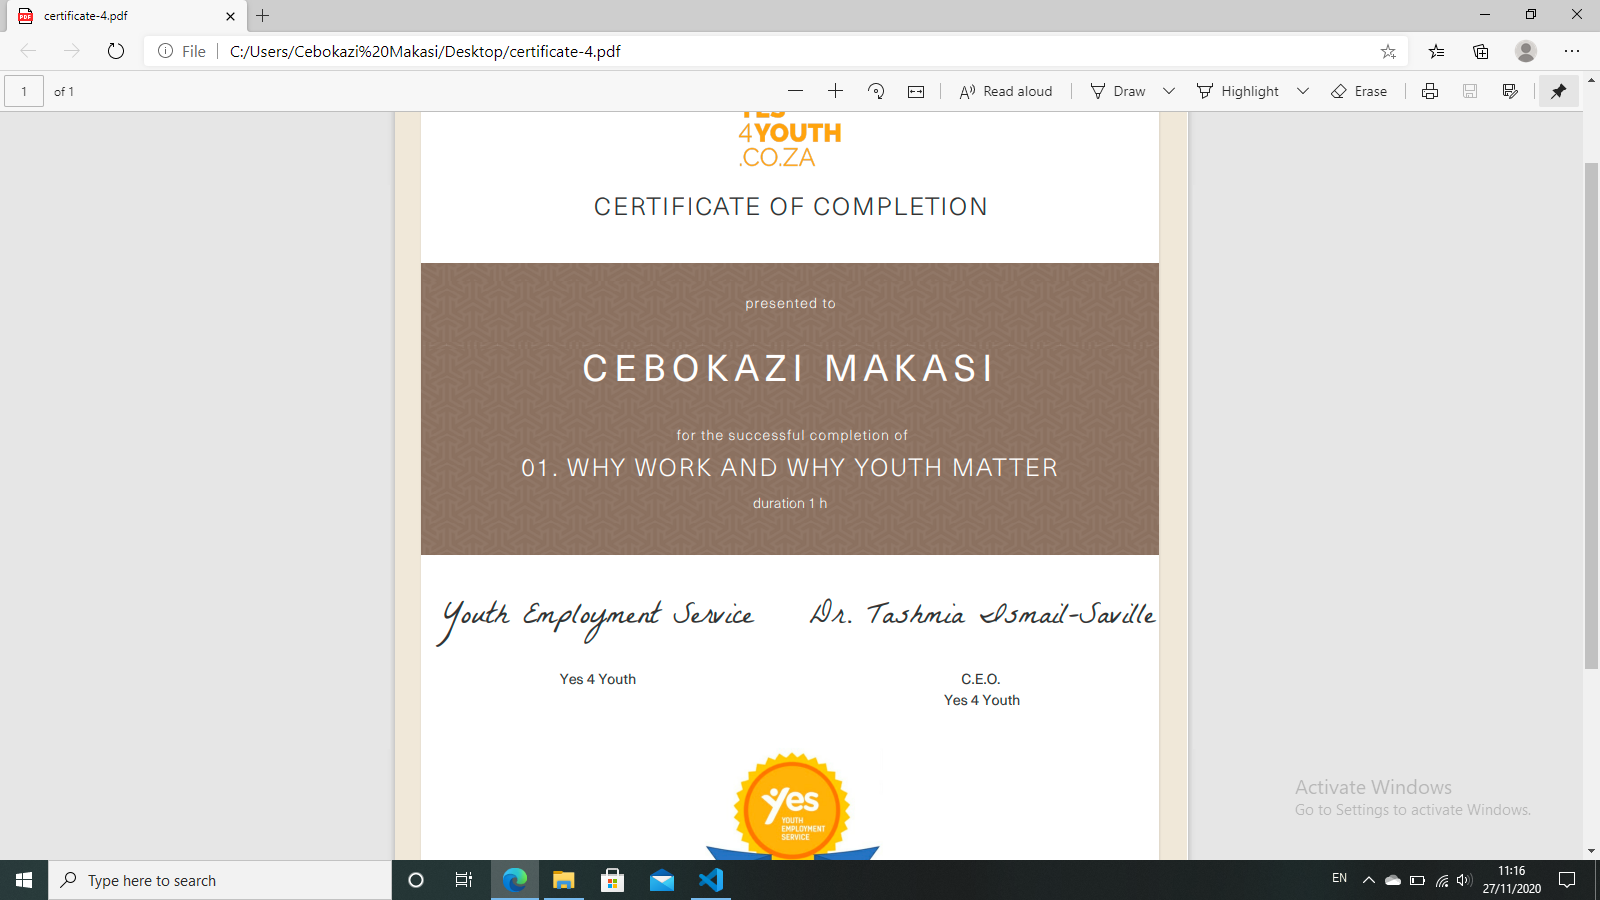 certificate-4.pdf
File
C:/Users/Cebokazi%20Makasi/Desktop/certificate-4.pdf
1 of 1
Read aloud
Draw
Highlight
Erase
4YOUTH
.CO.ZA
CERTIFICATE OF COMPLETION
presented to
CEBOKAZI MAKASI
for the successful completion of
01. WHY WORK AND WHY YOUTH MATTER
duration 1 h
Youth Employment Service
Dr. Tashmia Ismail-Saville
Yes 4 Youth
C.E.O.
Yes 4 Youth
yes
YOUTH
EMPLOYMENT
SERVICE
Activate Windows
Go to Settings to activate Windows.
Type here to search
EN
11:16
27/11/2020